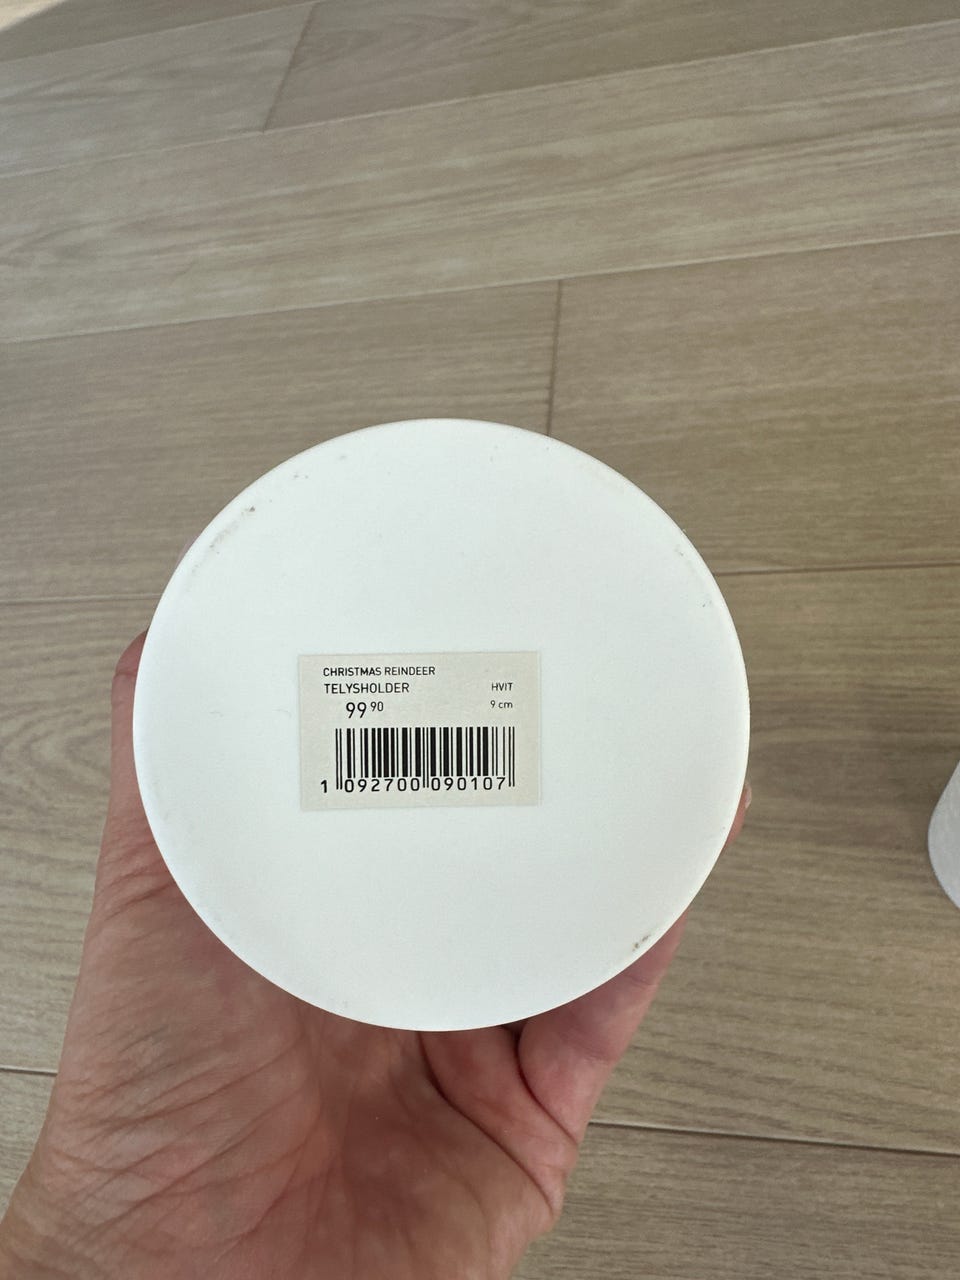 CHRISTMAS REINDEER
TELYSHOLDER HVIT
99 90 9 cm
1 092700 090107